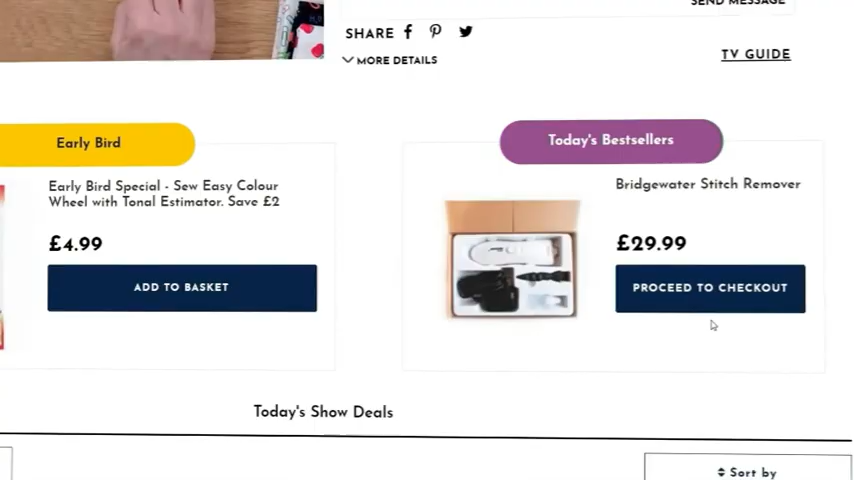 SEND MESSAGE
SHARE
MORE DETAILS
TV GUIDE
Early Bird
Today's Bestsellers
Early Bird Special - Sew Easy Colour
Wheel with Tonal Estimator. Save £2
£4.99
ADD TO BASKET
Bridgewater Stitch Remover
£29.99
PROCEED TO CHECKOUT
Today's Show Deals
Sort by